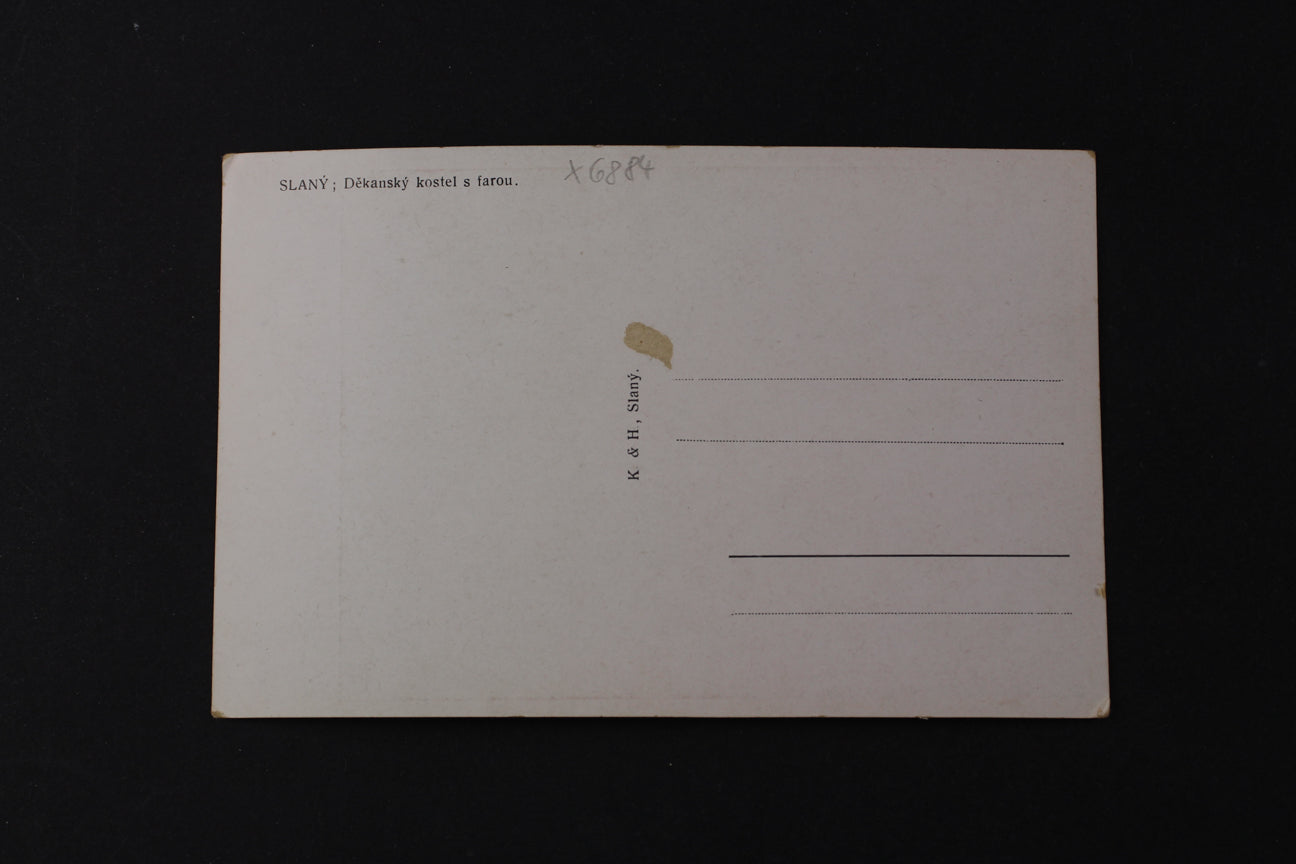 SLANÝ ; Děkanský kostel s farou.
X6884
K & H, Slaný.